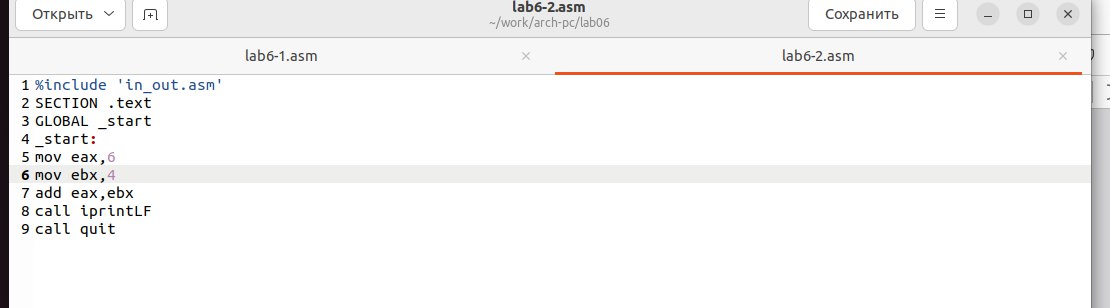 Открыть
lab6-2.asm
~/work/arch-pc/lab06
Сохранить
lab6-1.asm
lab6-2.asm
1 %include 'in_out.asm'
2 SECTION .text
3 GLOBAL _start
4 _start:
5 mov eax,6
6 mov ebx,4
7 add eax,ebx
8 call iprintLF
9 call quit